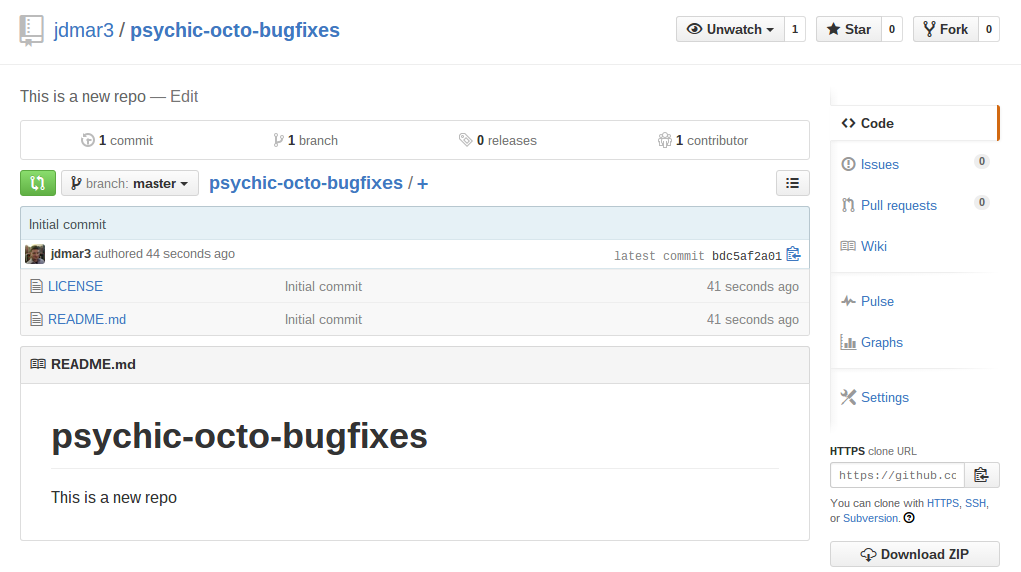 jdmar3 / psychic-octo-bugfixes
Unwatch 1 Star 0 Fork 0
This is a new repo — Edit
1 commit 1 branch 0 releases 1 contributor
branch: master psychic-octo-bugfixes / +
Initial commit
jdmar3 authored 44 seconds ago latest commit bdc5af2a01
LICENSE Initial commit 41 seconds ago
README.md Initial commit 41 seconds ago
README.md
psychic-octo-bugfixes
This is a new repo
Code
Issues 0
Pull requests 0
Wiki
Pulse
Graphs
Settings
HTTPS clone URL
https://github.cc
You can clone with HTTPS, SSH,
or Subversion.
Download ZIP